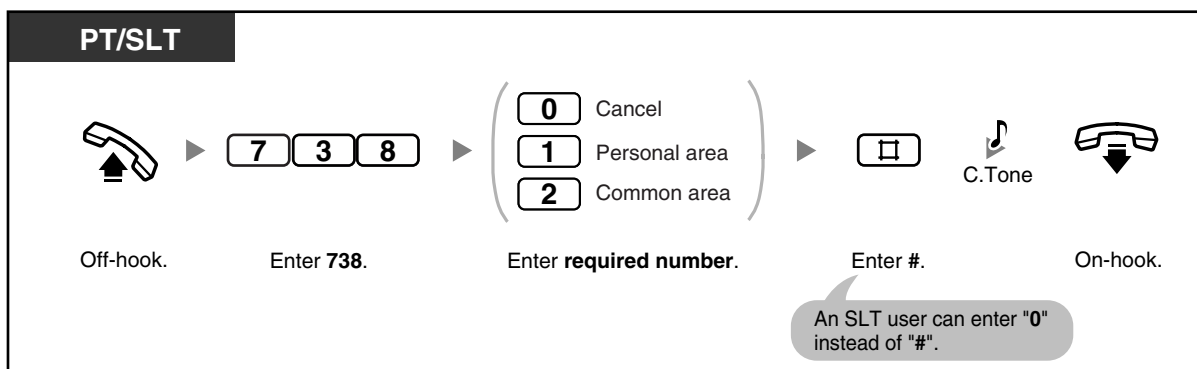 PT/SLT
7 3 8
0 Cancel
1 Personal area
2 Common area
#
C.Tone
Off-hook.
Enter 738.
Enter required number.
Enter #.
On-hook.
An SLT user can enter "0"
instead of "#".